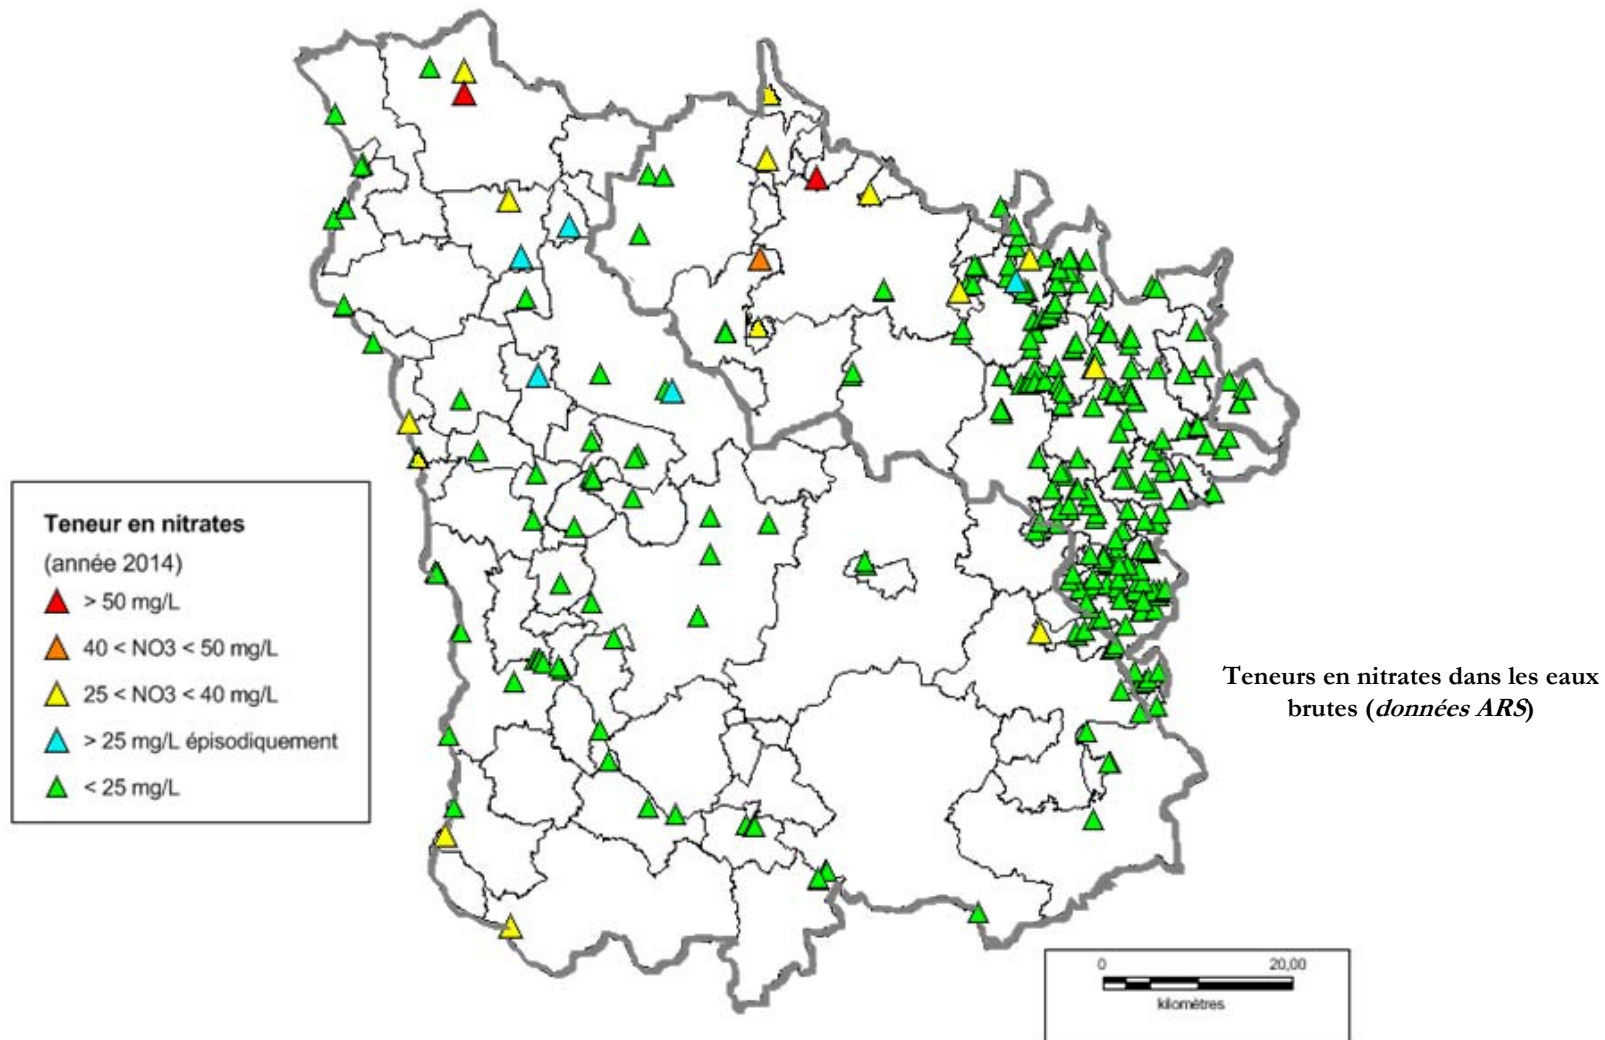 Teneur en nitrates
(année 2014)
> 50 mg/L
40 < NO3 < 50 mg/L
25 < NO3 < 40 mg/L
> 25 mg/L épisodiquement
< 25 mg/L
Teneurs en nitrates dans les eaux
brutes (données ARS)
0 20,00
kilomètres